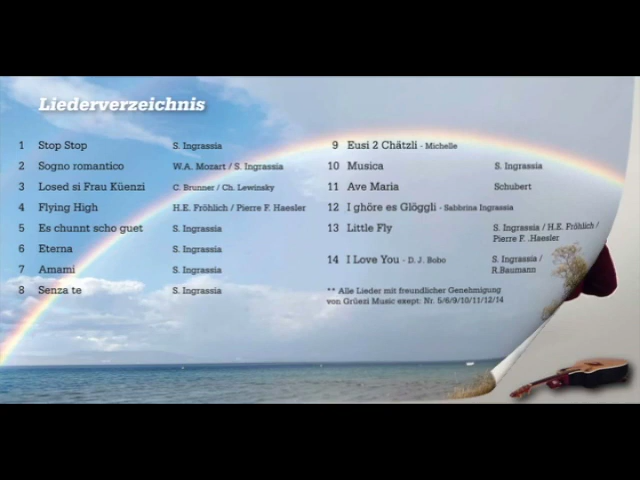 Liederverzeichnis
1 Stop Stop S. Ingrassia
2 Sogno romantico W.A. Mozart / S. Ingrassia
3 Losed si Frau Küenzi C. Brunner / Ch. Lewinsky
4 Flying High H.E. Fröhlich / Pierre F. Haesler
5 Es chunnt scho guet S. Ingrassia
6 Eterna S. Ingrassia
7 Amami S. Ingrassia
8 Senza te S. Ingrassia
9 Eusi 2 Chätzli - Michelle
10 Musica S. Ingrassia
11 Ave Maria Schubert
12 I ghöre es Glöggli - Sabbrina Ingrassia
13 Little Fly S. Ingrassia / H.E. Fröhlich /
Pierre F. .Haesler
14 I Love You - D. J. Bobo S. Ingrassia /
R.Baumann
** Alle Lieder mit freundlicher Genehmigung
von Grüezi Music exept: Nr. 5/6/9/10/11/12/14